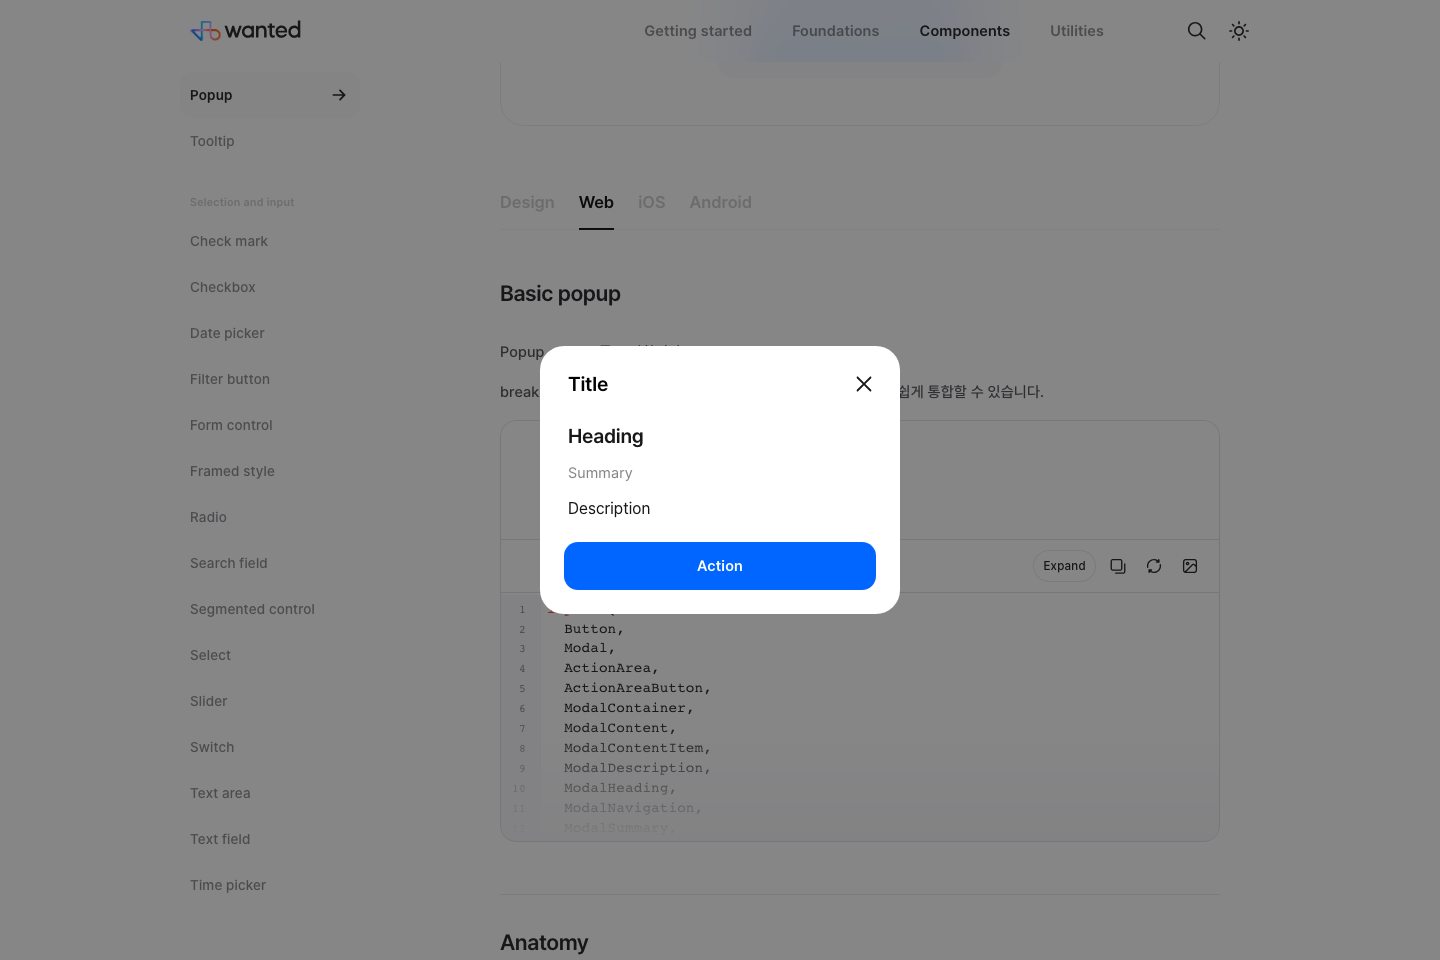 wanted
Getting started
Foundations
Components
Utilities
Popup
Tooltip
Selection and input
Check mark
Checkbox
Date picker
Filter button
Form control
Framed style
Radio
Search field
Segmented control
Select
Slider
Switch
Text area
Text field
Time picker
Design
Web
iOS
Android
Basic popup
Popup
break
쉽게 통합할 수 있습니다.
Title
Heading
Summary
Description
Action
Expand
1
2 Button,
3 Modal,
4 ActionArea,
5 ActionAreaButton,
6 ModalContainer,
7 ModalContent,
8 ModalContentItem,
9 ModalDescription,
10 ModalHeading,
11 ModalNavigation,
12 ModalSummary,
Anatomy